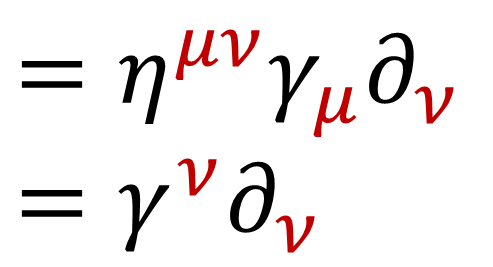 = η^{μν} γ_μ ∂_ν
= γ^ν ∂_ν